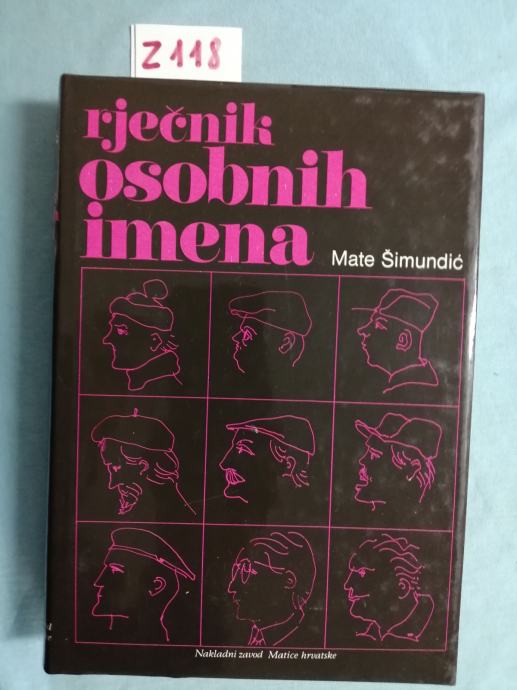 Z118
rječnik
osobnih
imena
Mate Šimundić
Nakladni zavod Matice hrvatske